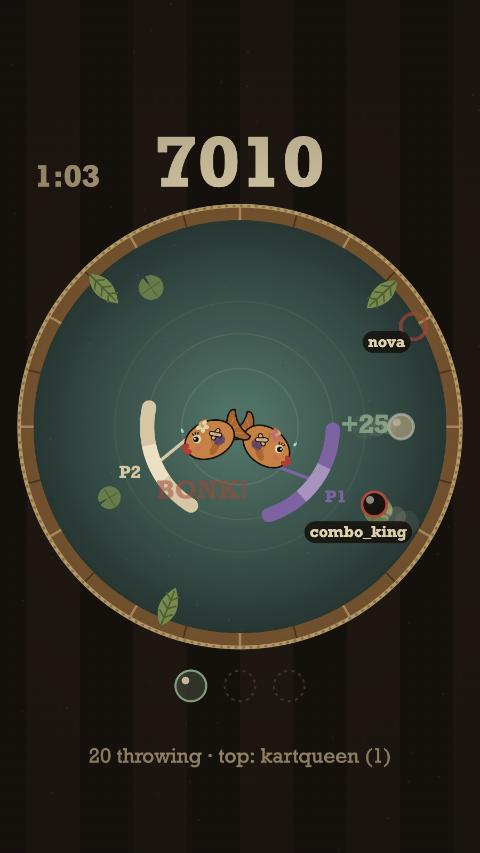 7010
1:03
nova
+25
P2
BONK!
P1
combo_king
20 throwing · top: kartqueen (1)